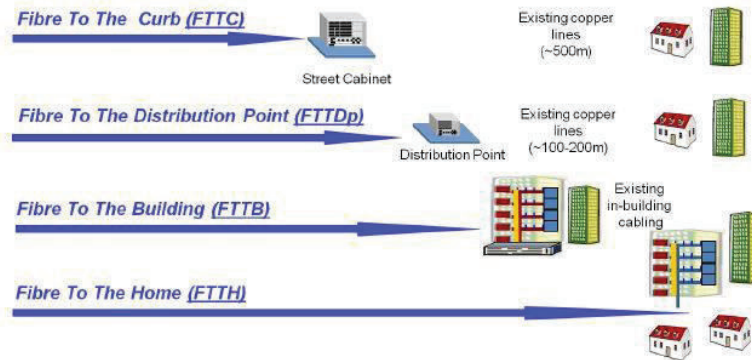 Fibre To The Curb (FTTC)
Street Cabinet
Existing copper
lines
(~500m)
Fibre To The Distribution Point (FTTDp)
Distribution Point
Existing copper
lines
(~100-200m)
Fibre To The Building (FTTB)
Existing
in-building
cabling
Fibre To The Home (FTTH)